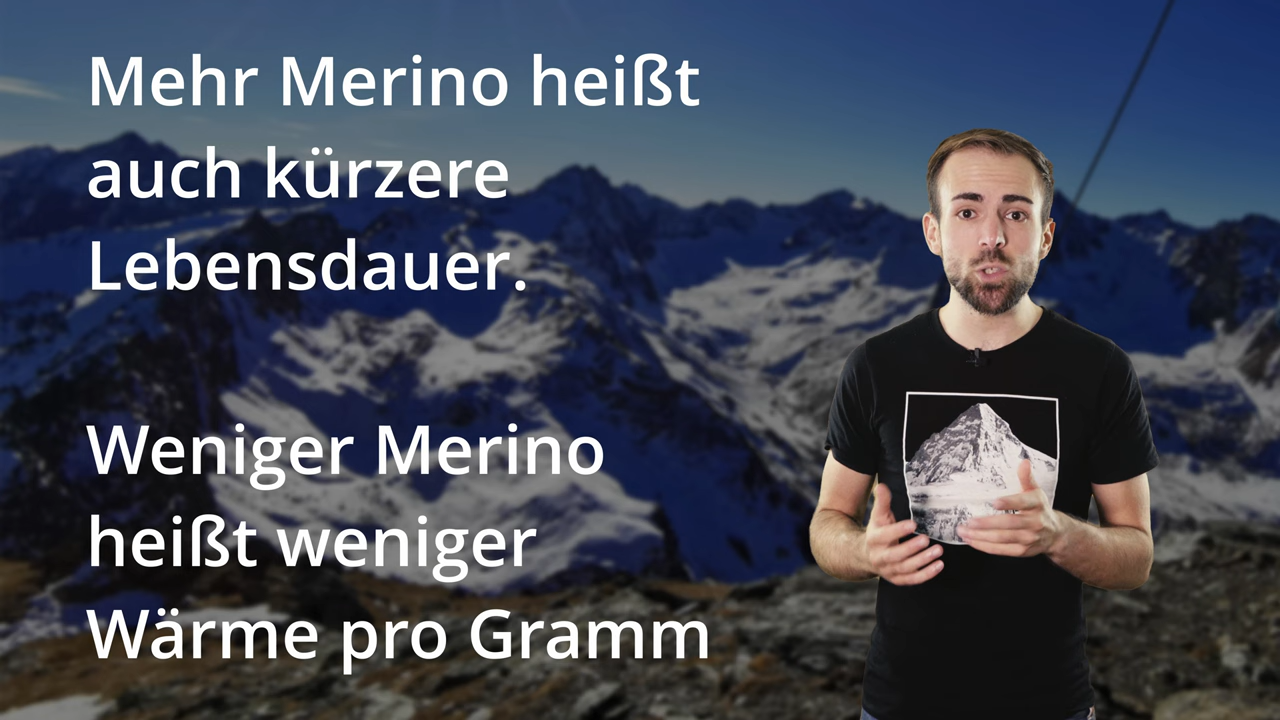 Mehr Merino heißt
auch kürzere
Lebensdauer.
Weniger Merino
heißt weniger
Wärme pro Gramm